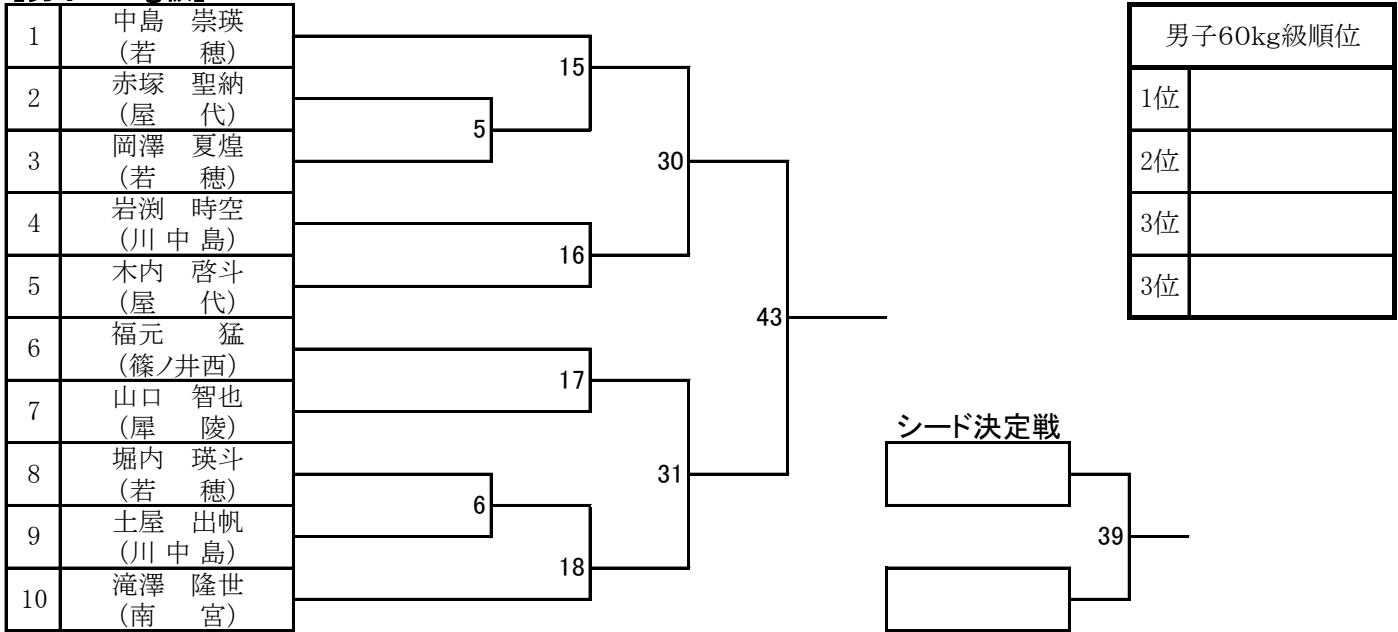 1
中島　崇瑛
(若　　穂)
2
赤塚　聖納
(屋　　代)
3
岡澤　夏煌
(若　　穂)
4
岩渕　時空
(川 中 島)
5
木内　啓斗
(屋　　代)
6
福元　　猛
(篠ノ井西)
7
山口　智也
(犀　　陵)
8
堀内　瑛斗
(若　　穂)
9
土屋　出帆
(川 中 島)
10
滝澤　隆世
(南　　宮)
15
5
30
16
43
17
31
6
18
男子60kg級順位
1位
2位
3位
3位
シード決定戦
39